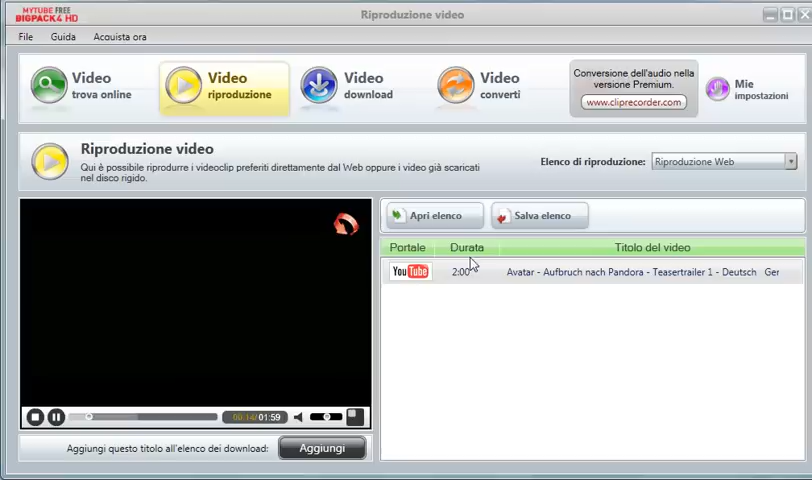 MYTUBE FREE
BIGPACK4 HD
Riproduzione video
File Guida Acquista ora
Video
trova online
Video
riproduzione
Video
download
Video
converti
Conversione dell'audio nella
versione Premium.
www.cliprecorder.com
Mie
impostazioni
Riproduzione video
Qui è possibile riprodurre i videoclip preferiti direttamente dal Web oppure i video già scaricati
nel disco rigido.
Elenco di riproduzione: Riproduzione Web
Apri elenco Salva elenco
Portale Durata Titolo del video
YouTube 2:00 Avatar - Aufbruch nach Pandora - Teasertrailer 1 - Deutsch Ger
00:14/01:59
Aggiungi questo titolo all'elenco dei download: Aggiungi